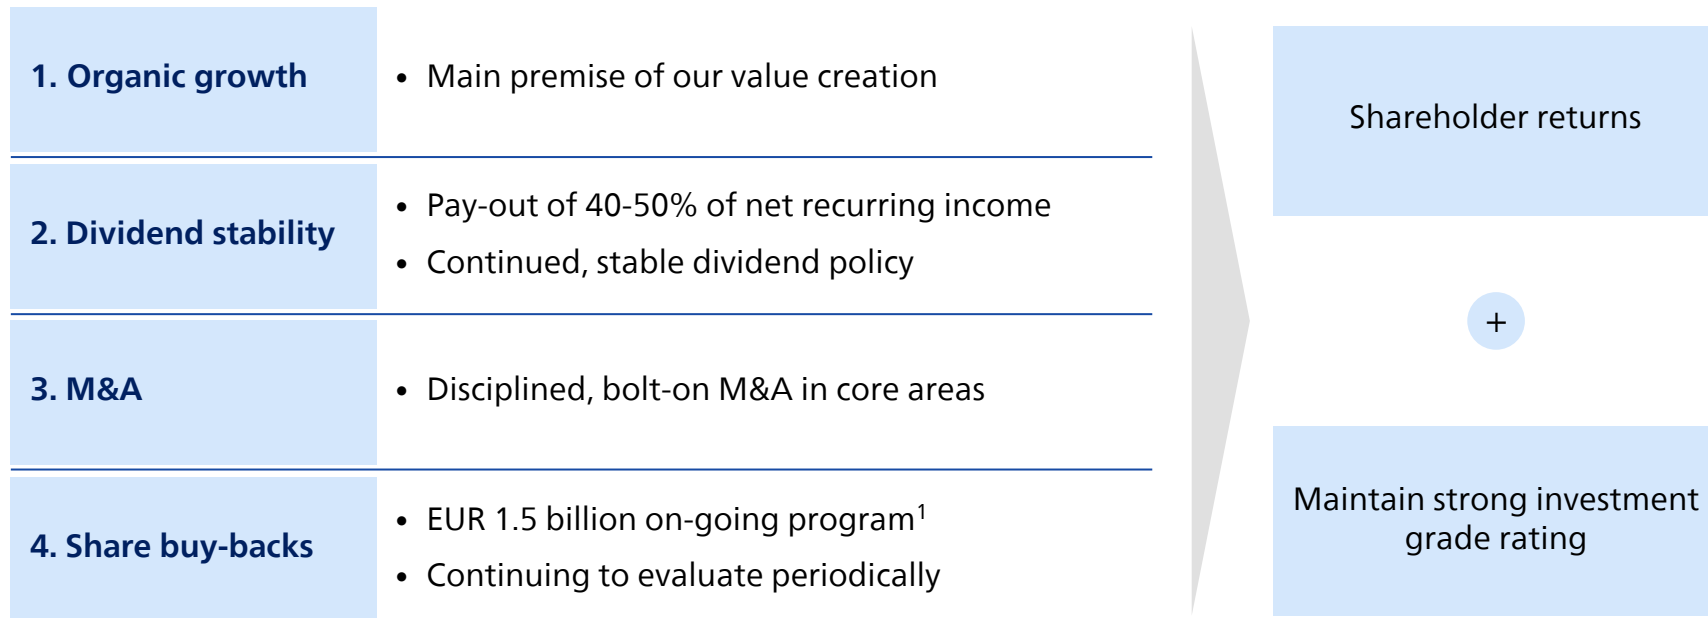 1. Organic growth
• Main premise of our value creation
2. Dividend stability
• Pay-out of 40-50% of net recurring income
• Continued, stable dividend policy
3. M&A
• Disciplined, bolt-on M&A in core areas
4. Share buy-backs
• EUR 1.5 billion on-going program¹
• Continuing to evaluate periodically
Shareholder returns
+
Maintain strong investment
grade rating